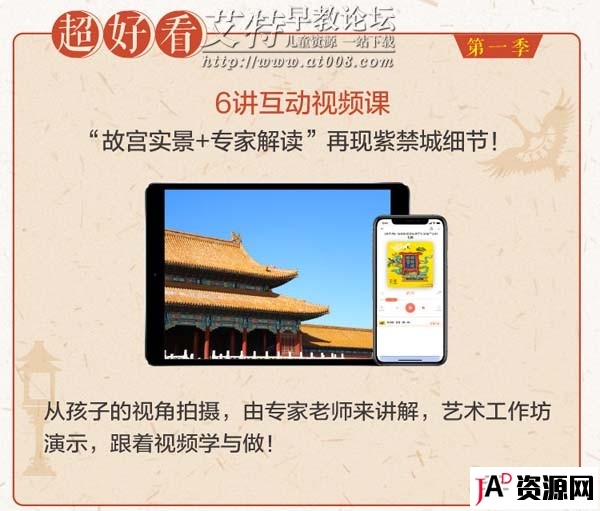 超好看
艾特早教论坛
儿童资源 一站下载
http://www.at008.com
第一季
6讲互动视频课
“故宫实景+专家解读”再现紫禁城细节！
从孩子的视角拍摄，由专家老师来讲解，艺术工作坊
演示，跟着视频学与做！
JAD资源网